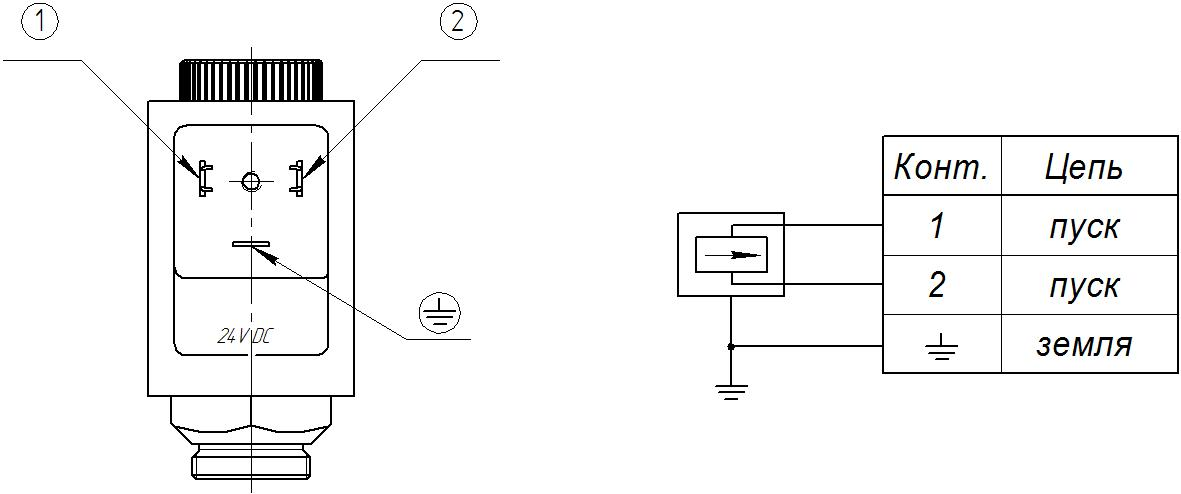 1 2
24V DC
Конт. Цепь
1 пуск
2 пуск
земля